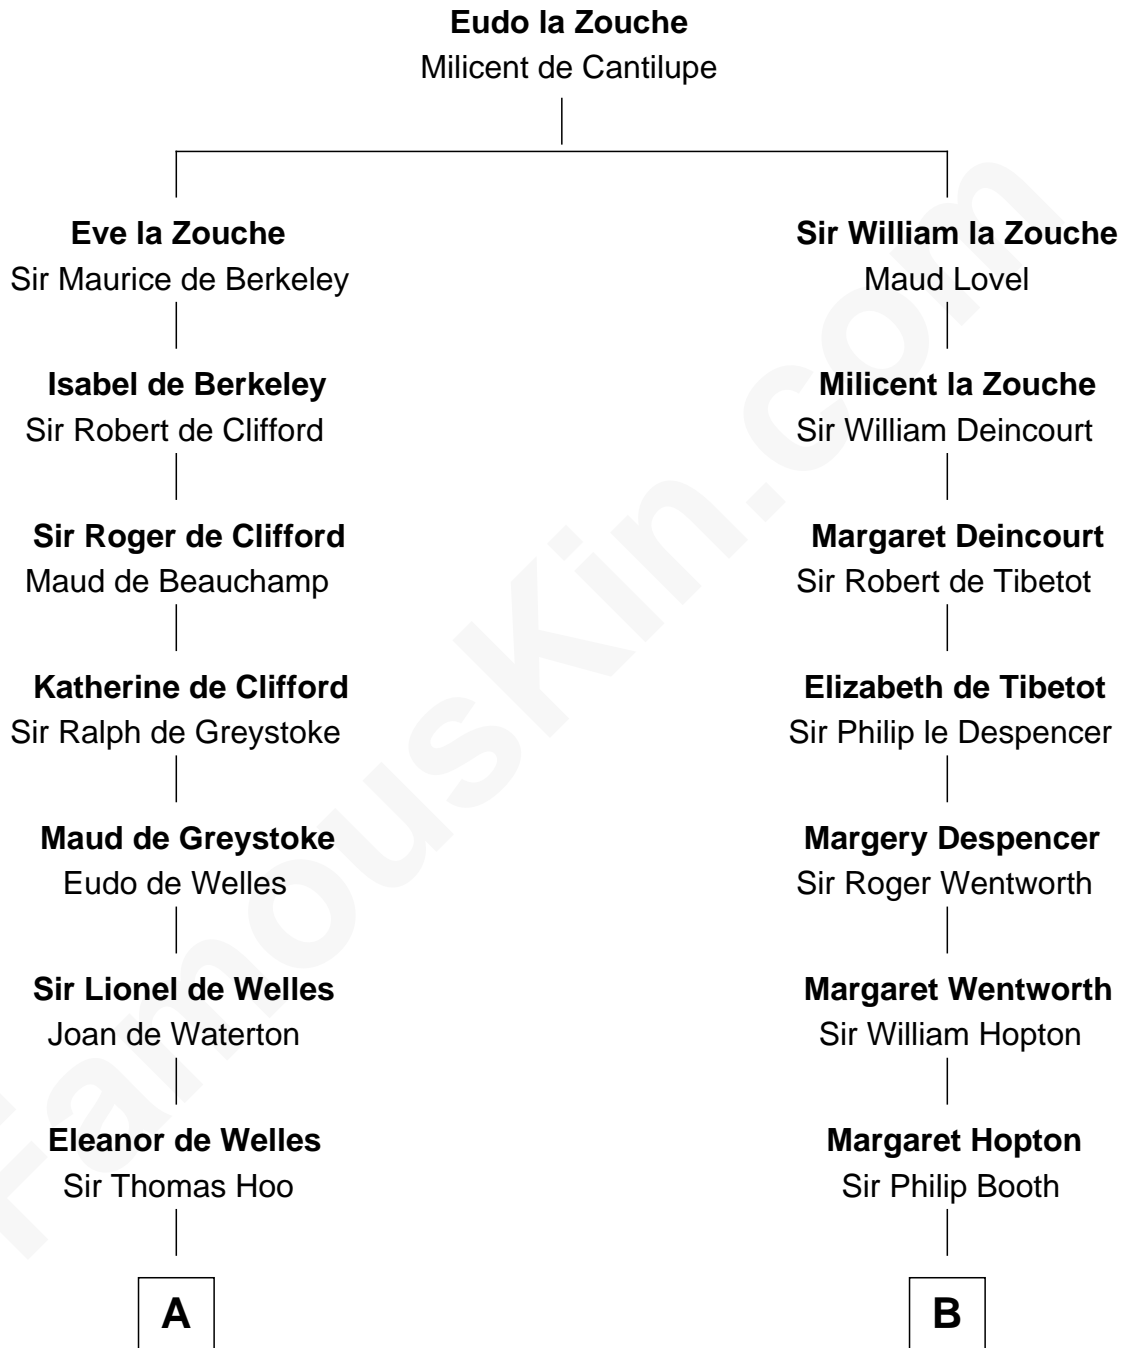 Eudo la Zouche
Milicent de Cantilupe
Eve la Zouche
Sir Maurice de Berkeley
Isabel de Berkeley
Sir Robert de Clifford
Sir Roger de Clifford
Maud de Beauchamp
Katherine de Clifford
Sir Ralph de Greystoke
Maud de Greystoke
Eudo de Welles
Sir Lionel de Welles
Joan de Waterton
Eleanor de Welles
Sir Thomas Hoo
A
Sir William la Zouche
Maud Lovel
Milicent la Zouche
Sir William Deincourt
Margaret Deincourt
Sir Robert de Tibetot
Elizabeth de Tibetot
Sir Philip le Despencer
Margery Despencer
Sir Roger Wentworth
Margaret Wentworth
Sir William Hopton
Margaret Hopton
Sir Philip Booth
B
FamousKin.com